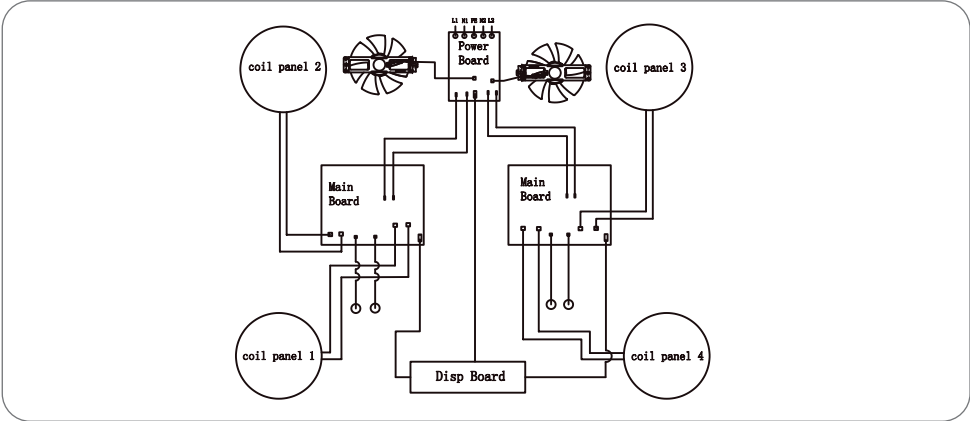 L1 N1 PE N2 L2
Power
Board
coil panel 2
coil panel 3
Main
Board
Main
Board
coil panel 1
coil panel 4
Disp Board